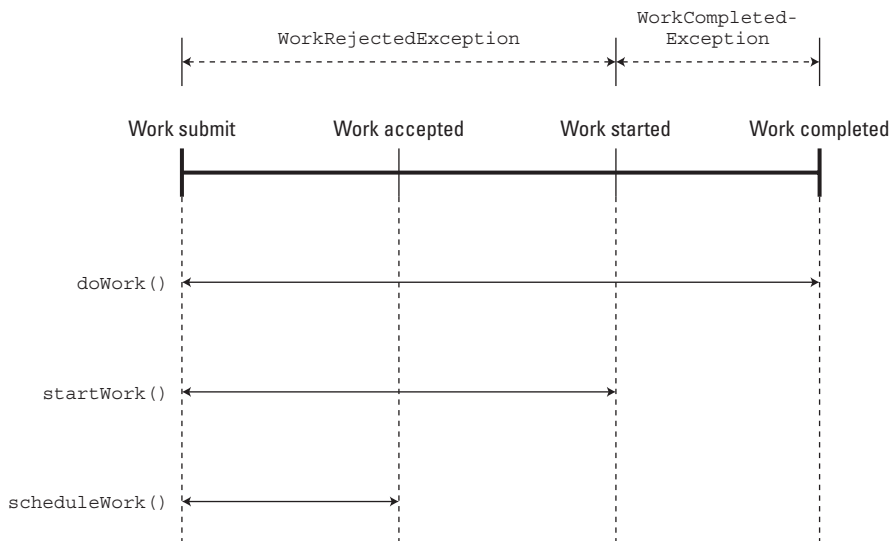 WorkCompleted-
WorkRejectedException
Exception
Work submit Work accepted Work started Work completed
doWork()
startWork()
scheduleWork()